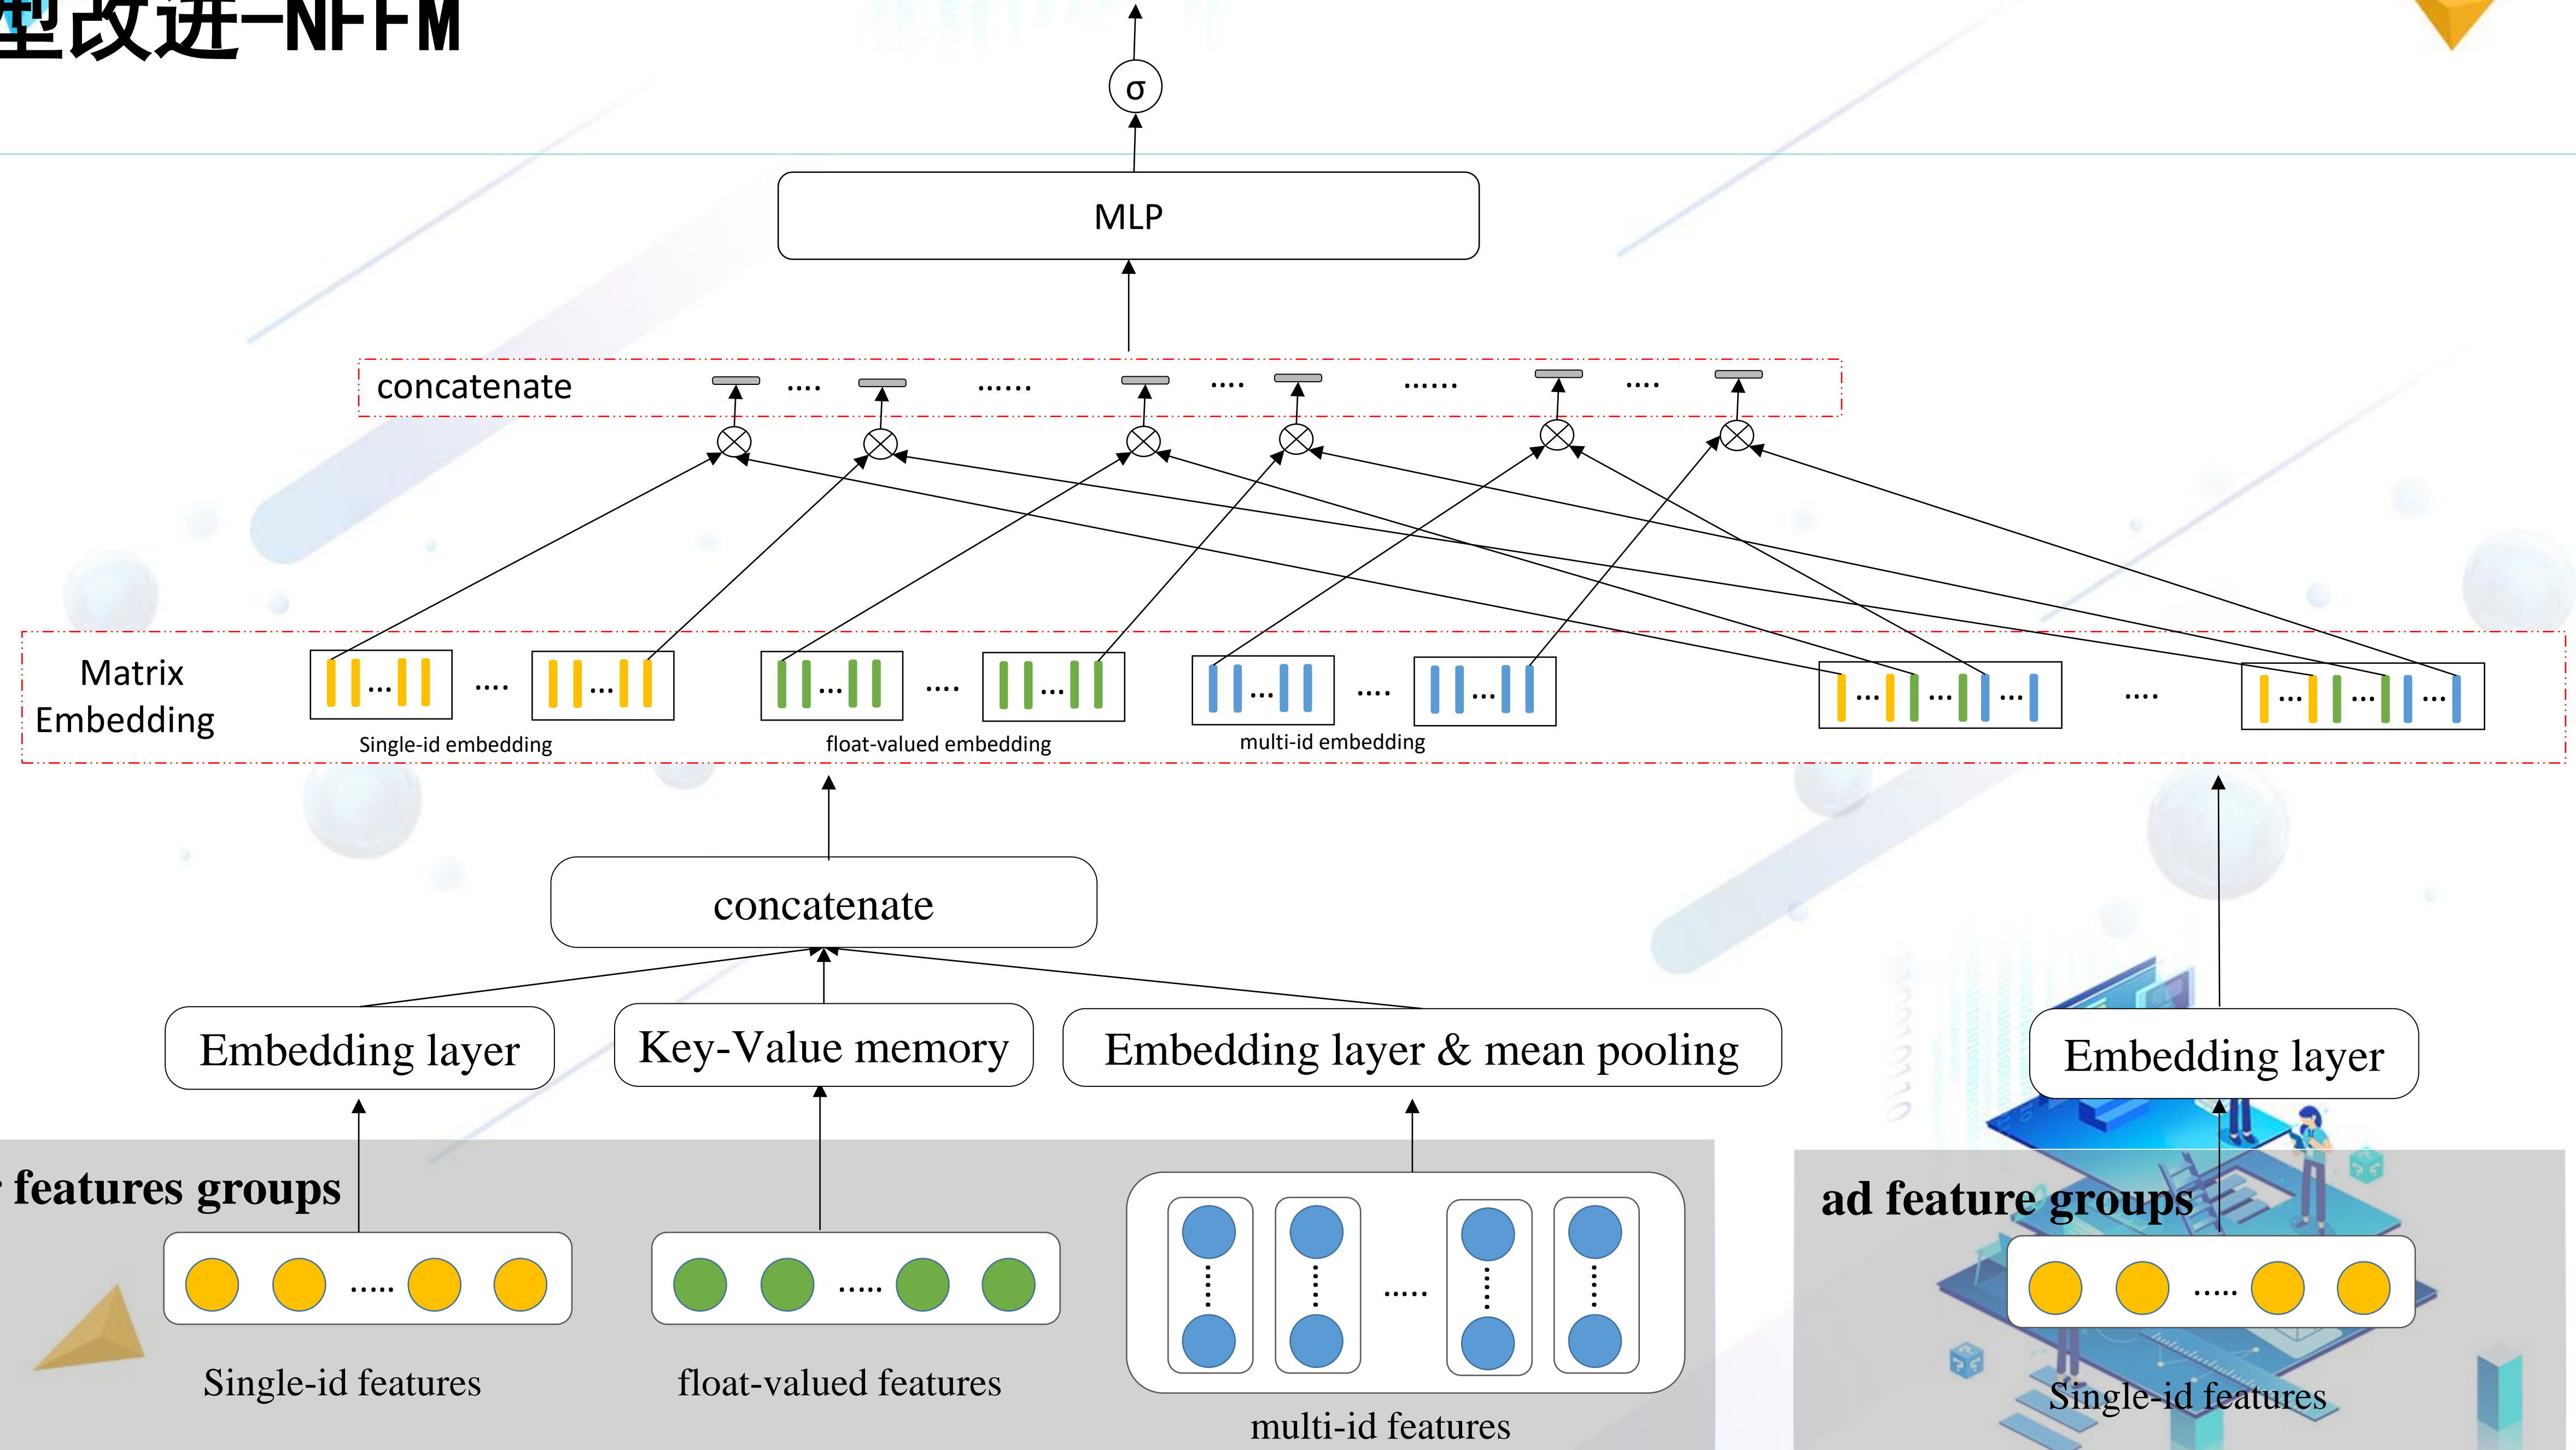 型改进-NFFM
σ
MLP
concatenate .... ...... .... ...... ....
Matrix
Embedding
... .... ... ... .... ... ... .... ... ... ... ... .... ... ... ...
Single-id embedding
float-valued embedding
multi-id embedding
concatenate
Embedding layer
Key-Value memory
Embedding layer & mean pooling
Embedding layer
features groups
ad feature groups
.....
.....
.....
.....
Single-id features
float-valued features
multi-id features
Single-id features